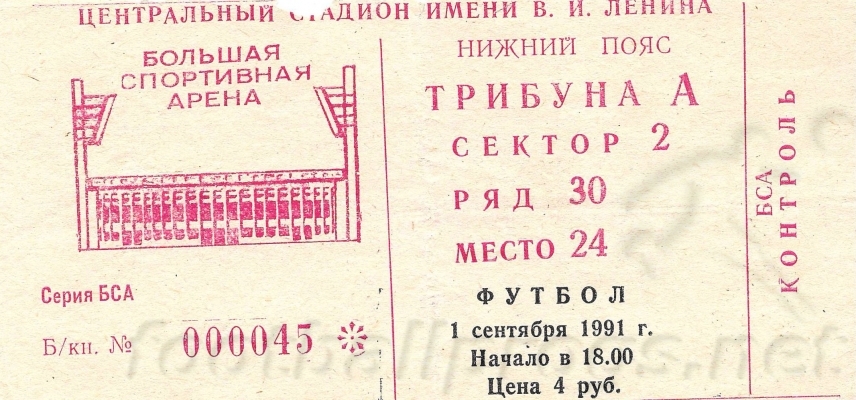 ЦЕНТРАЛЬНЫЙ СТАДИОН ИМЕНИ В. И. ЛЕНИНА
БОЛЬШАЯ
СПОРТИВНАЯ
АРЕНА
Серия БСА
Б/кн. № 000045
НИЖНИЙ ПОЯС
ТРИБУНА А
СЕКТОР 2
РЯД 30
МЕСТО 24
ФУТБОЛ
1 сентября 1991 г.
Начало в 18.00
Цена 4 руб.
БСА
КОНТРОЛЬ